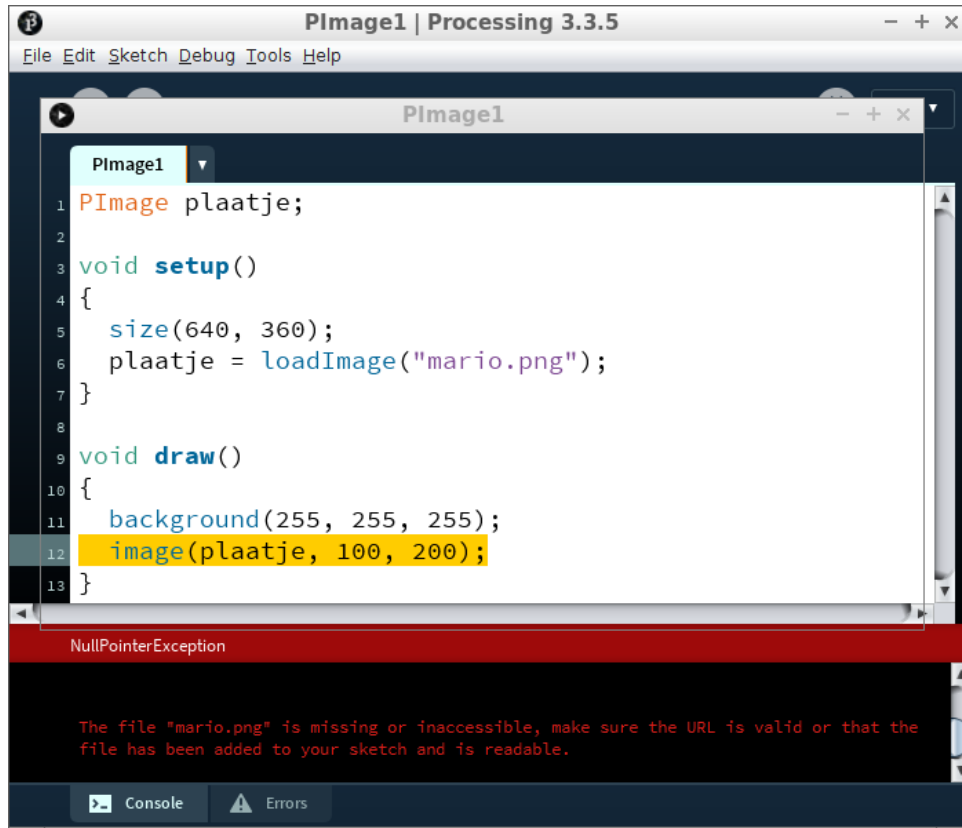 PImage1 | Processing 3.3.5
File Edit Sketch Debug Tools Help
PImage1
PImage1
1 PImage plaatje;
2
3 void setup()
4 {
5   size(640, 360);
6   plaatje = loadImage("mario.png");
7 }
8
9 void draw()
10 {
11   background(255, 255, 255);
12   image(plaatje, 100, 200);
13 }
NullPointerException
The file "mario.png" is missing or inaccessible, make sure the URL is valid or that the
file has been added to your sketch and is readable.
Console Errors